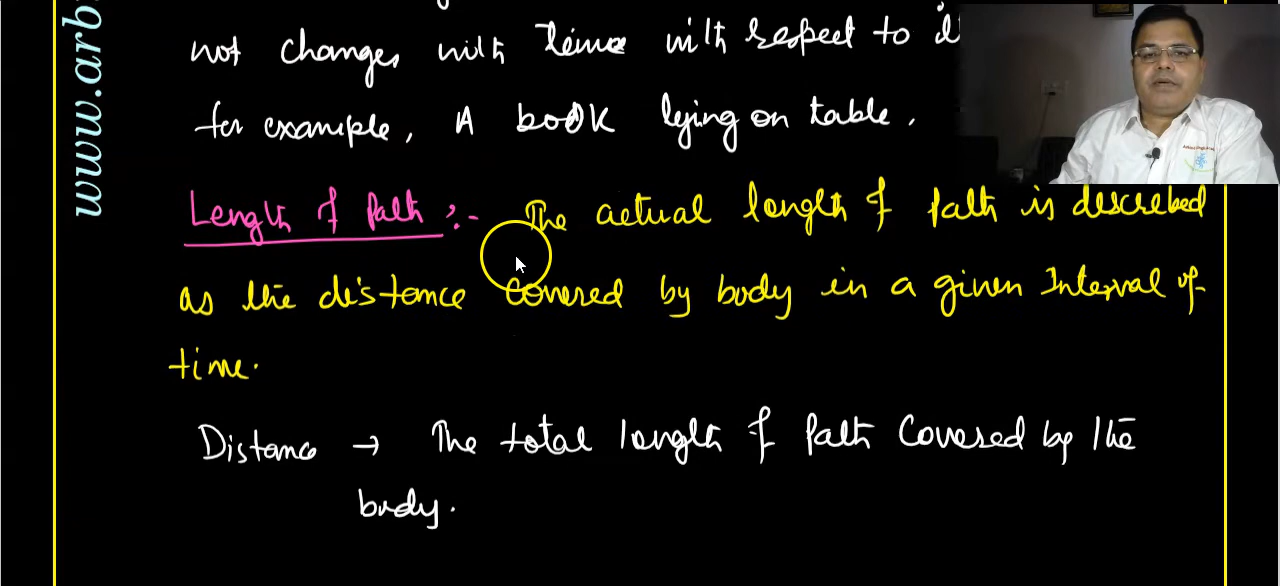 www.arb
not changes with time with respect to it
for example, A book lying on table.
Length of Path :- The actual length of path is described
as the distance covered by body in a given Interval of
time.
Distance → The total length of Path Covered by the
body.